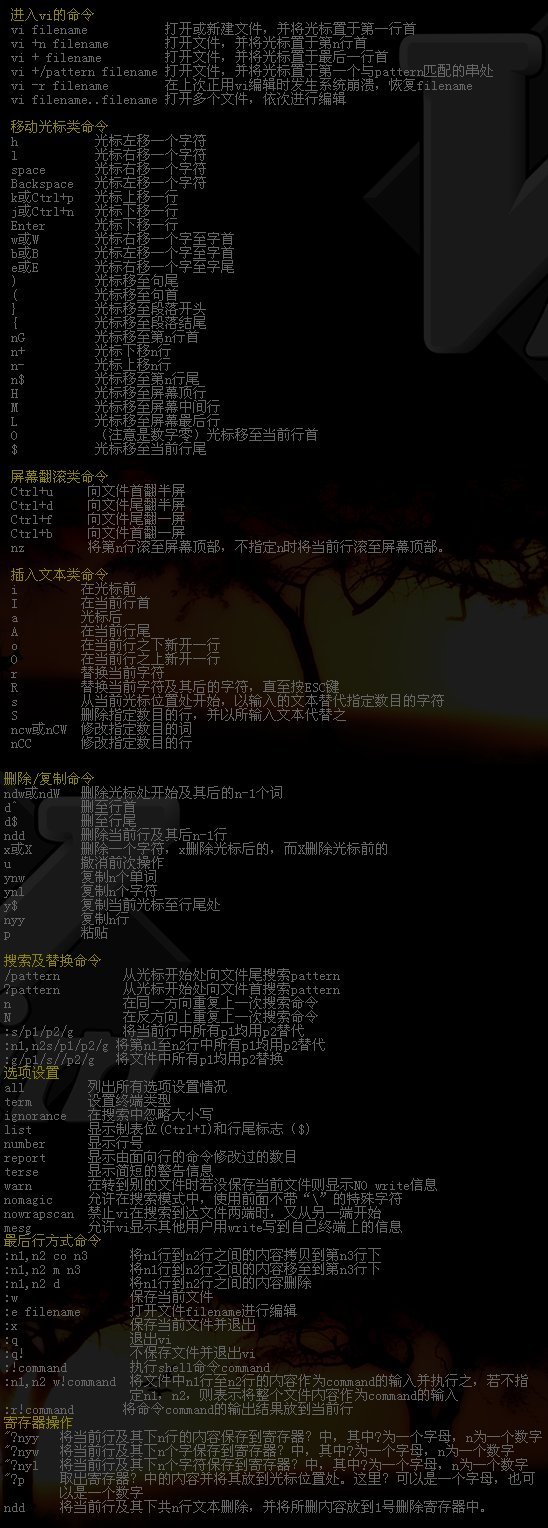 进入vi的命令
vi filename 打开或新建文件，并将光标置于第一行首
vi +n filename 打开文件，并将光标置于第n行首
vi + filename 打开文件，并将光标置于最后一行首
vi +/pattern filename 打开文件，并将光标置于第一个与pattern匹配的串处
vi -r filename 在上次正用vi编辑时发生系统崩溃，恢复filename
vi filename..filename 打开多个文件，依次进行编辑
移动光标类命令
h 光标左移一个字符
l 光标右移一个字符
space 光标右移一个字符
Backspace 光标左移一个字符
k或Ctrl+p 光标上移一行
j或Ctrl+n 光标下移一行
Enter 光标下移一行
w或W 光标右移一个字至字首
b或B 光标左移一个字至字首
e或E 光标右移一个字至字尾
) 光标移至句尾
( 光标移至句首
} 光标移至段落开头
{ 光标移至段落结尾
nG 光标移至第n行首
n+ 光标下移n行
n- 光标上移n行
n$ 光标移至第n行尾
H 光标移至屏幕顶行
M 光标移至屏幕中间行
L 光标移至屏幕最后行
0 （注意是数字零）光标移至当前行首
$ 光标移至当前行尾
屏幕翻滚类命令
Ctrl+u 向文件首翻半屏
Ctrl+d 向文件尾翻半屏
Ctrl+f 向文件尾翻一屏
Ctrl+b 向文件首翻一屏
nz 将第n行滚至屏幕顶部，不指定n时将当前行滚至屏幕顶部。
插入文本类命令
i 在光标前
I 在当前行首
a 光标后
A 在当前行尾
o 在当前行之下新开一行
O 在当前行之上新开一行
r 替换当前字符
R 替换当前字符及其后的字符，直至按ESC键
s 从当前光标位置处开始，以输入的文本替代指定数目的字符
S 删除指定数目的行，并以所输入文本代替之
ncw或nCW 修改指定数目的词
nCC 修改指定数目的行
删除/复制命令
ndw或ndW 删除光标处开始及其后的n-1个词
d^ 删至行首
d$ 删至行尾
ndd 删除当前行及其后n-1行
x或X 删除一个字符，x删除光标后的，而X删除光标前的
u 撤消前次操作
ynw 复制n个单词
ynl 复制n个字符
y$ 复制当前光标至行尾处
nyy 复制n行
p 粘贴
搜索及替换命令
/pattern 从光标开始处向文件尾搜索pattern
?pattern 从光标开始处向文件首搜索pattern
n 在同一方向重复上一次搜索命令
N 在反方向上重复上一次搜索命令
:s/p1/p2/g 将当前行中所有p1均用p2替代
:n1,n2s/p1/p2/g 将第n1至n2行中所有p1均用p2替代
:g/p1/s//p2/g 将文件中所有p1均用p2替换
选项设置
all 列出所有选项设置情况
term 设置终端类型
ignorance 在搜索中忽略大小写
list 显示制表位(Ctrl+I)和行尾标志（$)
number 显示行号
report 显示由面向行的命令修改过的数目
terse 显示简短的警告信息
warn 在转到别的文件时若没保存当前文件则显示NO write信息
nomagic 允许在搜索模式中，使用前面不带“\”的特殊字符
nowrapscan 禁止vi在搜索到达文件两端时，又从另一端开始
mesg 允许vi显示其他用户用write写到自己终端上的信息
最后行方式命令
:n1,n2 co n3 将n1行到n2行之间的内容拷贝到第n3行下
:n1,n2 m n3 将n1行到n2行之间的内容移至到第n3行下
:n1,n2 d 将n1行到n2行之间的内容删除
:w 保存当前文件
:e filename 打开文件filename进行编辑
:x 保存当前文件并退出
:q 退出vi
:q! 不保存文件并退出vi
:!command 执行shell命令command
:n1,n2 w!command 将文件中n1行至n2行的内容作为command的输入并执行之，若不指
定n1，n2，则表示将整个文件内容作为command的输入
:r!command 将命令command的输出结果放到当前行
寄存器操作
"?nyy 将当前行及其下n行的内容保存到寄存器？中，其中?为一个字母，n为一个数字
"?nyw 将当前行及其下n个字保存到寄存器？中，其中?为一个字母，n为一个数字
"?nyl 将当前行及其下n个字符保存到寄存器？中，其中?为一个字母，n为一个数字
"?p 取出寄存器？中的内容并将其放到光标位置处。这里？可以是一个字母，也可
以是一个数字
ndd 将当前行及其下共n行文本删除，并将所删内容放到1号删除寄存器中。